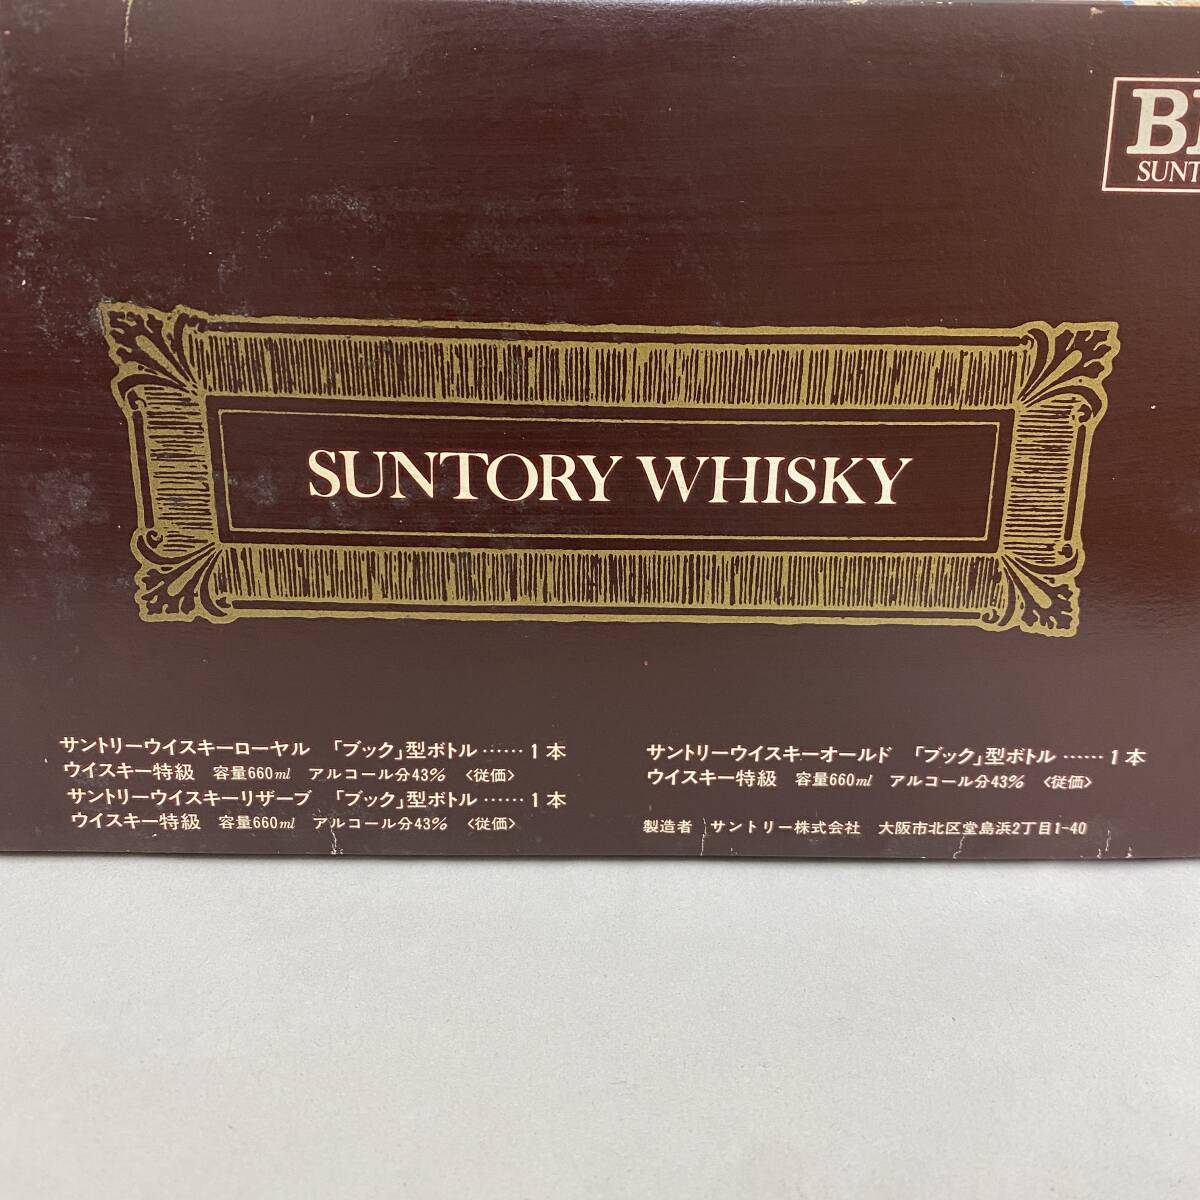 SUNTORY WHISKY
サントリーウイスキーローヤル 「ブック」型ボトル……1本
ウイスキー特級 容量660ml アルコール分43% <従価>
サントリーウイスキーリザーブ 「ブック」型ボトル……1本
ウイスキー特級 容量660ml アルコール分43% <従価>
サントリーウイスキーオールド 「ブック」型ボトル……1本
ウイスキー特級 容量660ml アルコール分43% <従価>
製造者 サントリー株式会社 大阪市北区堂島浜2丁目1-40